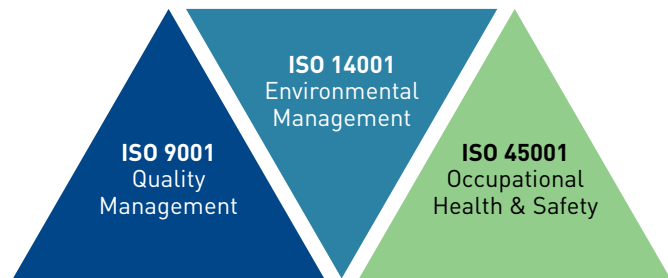 ISO 9001
Quality
Management
ISO 14001
Environmental
Management
ISO 45001
Occupational
Health & Safety